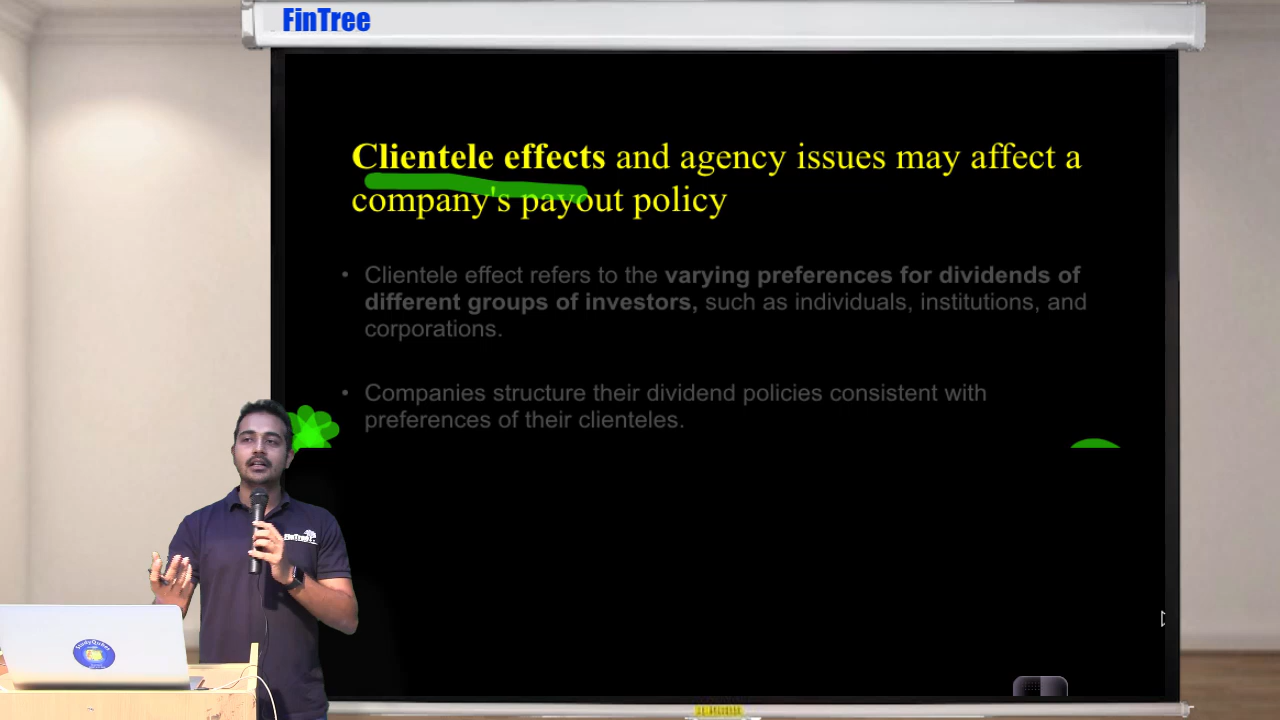 FinTree
Clientele effects and agency issues may affect a
company's payout policy
• Clientele effect refers to the varying preferences for dividends of
different groups of investors, such as individuals, institutions, and
corporations.
• Companies structure their dividend policies consistent with
preferences of their clienteles.
FinTree